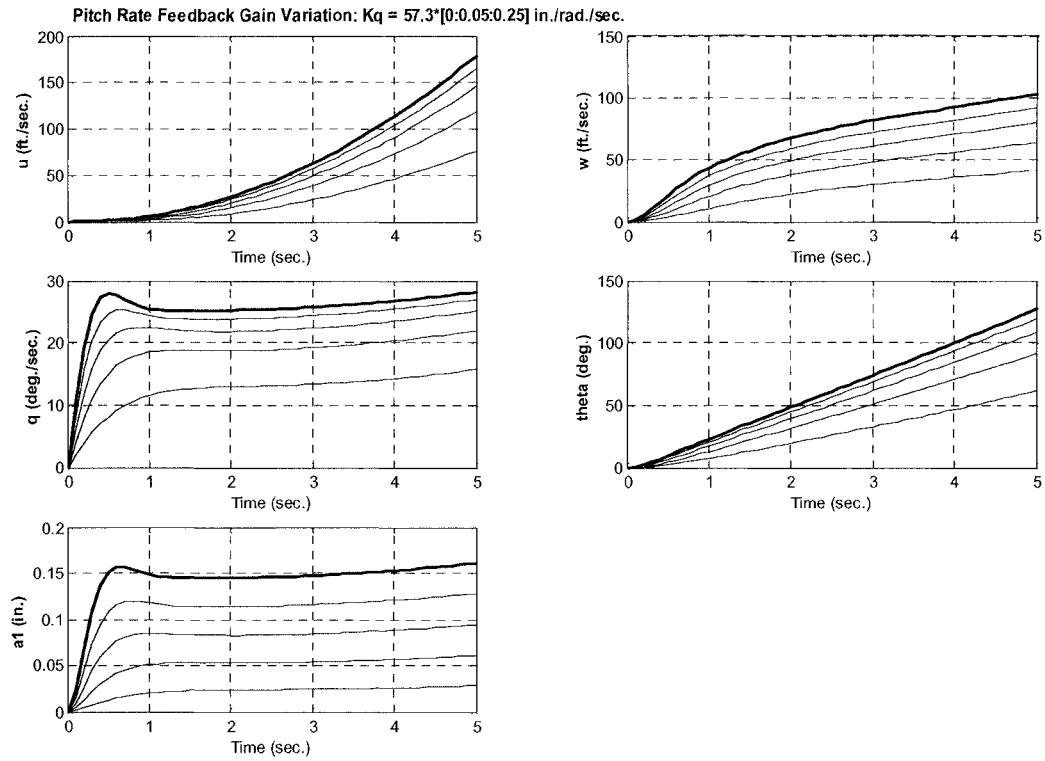 Pitch Rate Feedback Gain Variation: Kq = 57.3*[0:0.05:0.25] in./rad./sec.
200
150
100
50
0
u (ft./sec.)
0 1 2 3 4 5
Time (sec.)
150
100
50
0
w (ft./sec.)
0 1 2 3 4 5
Time (sec.)
30
20
10
0
q (deg./sec.)
0 1 2 3 4 5
Time (sec.)
150
100
50
0
theta (deg.)
0 1 2 3 4 5
Time (sec.)
0.2
0.15
0.1
0.05
0
a1 (in.)
0 1 2 3 4 5
Time (sec.)